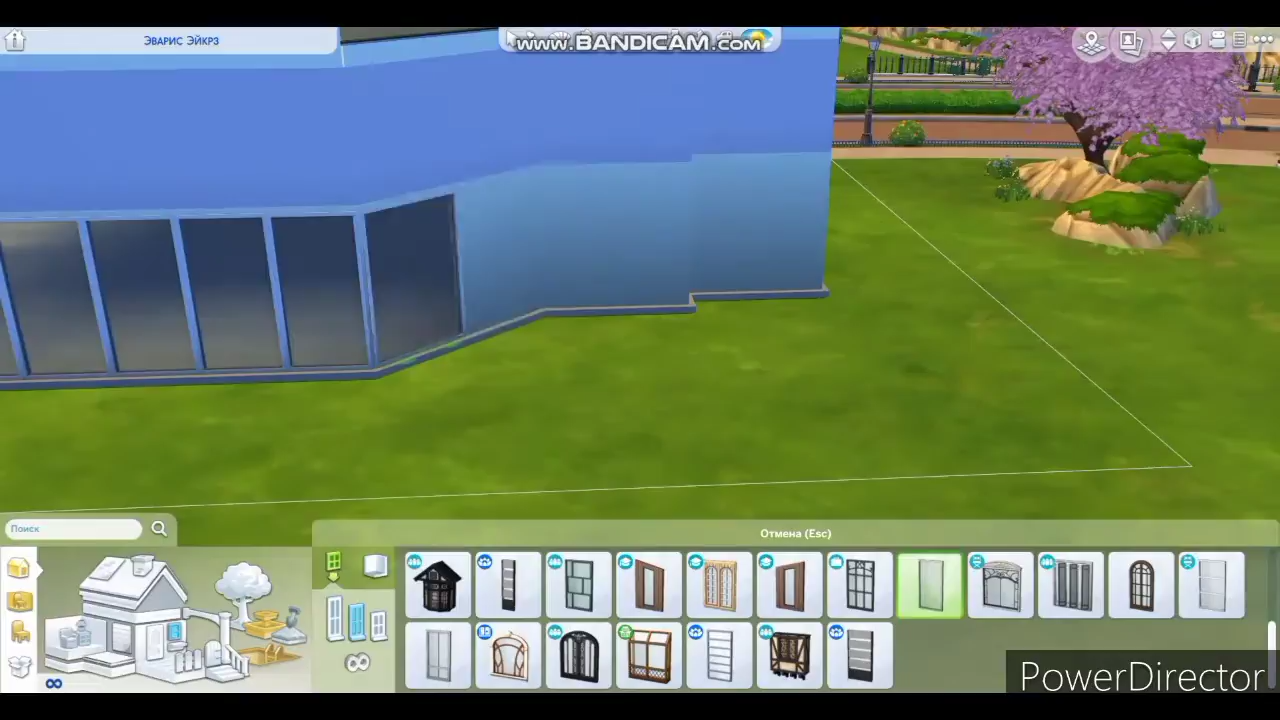 ЭВАРИС ЭЙКРЗ
www.BANDICAM.com
Поиск
Отмена (Esc)
PowerDirector